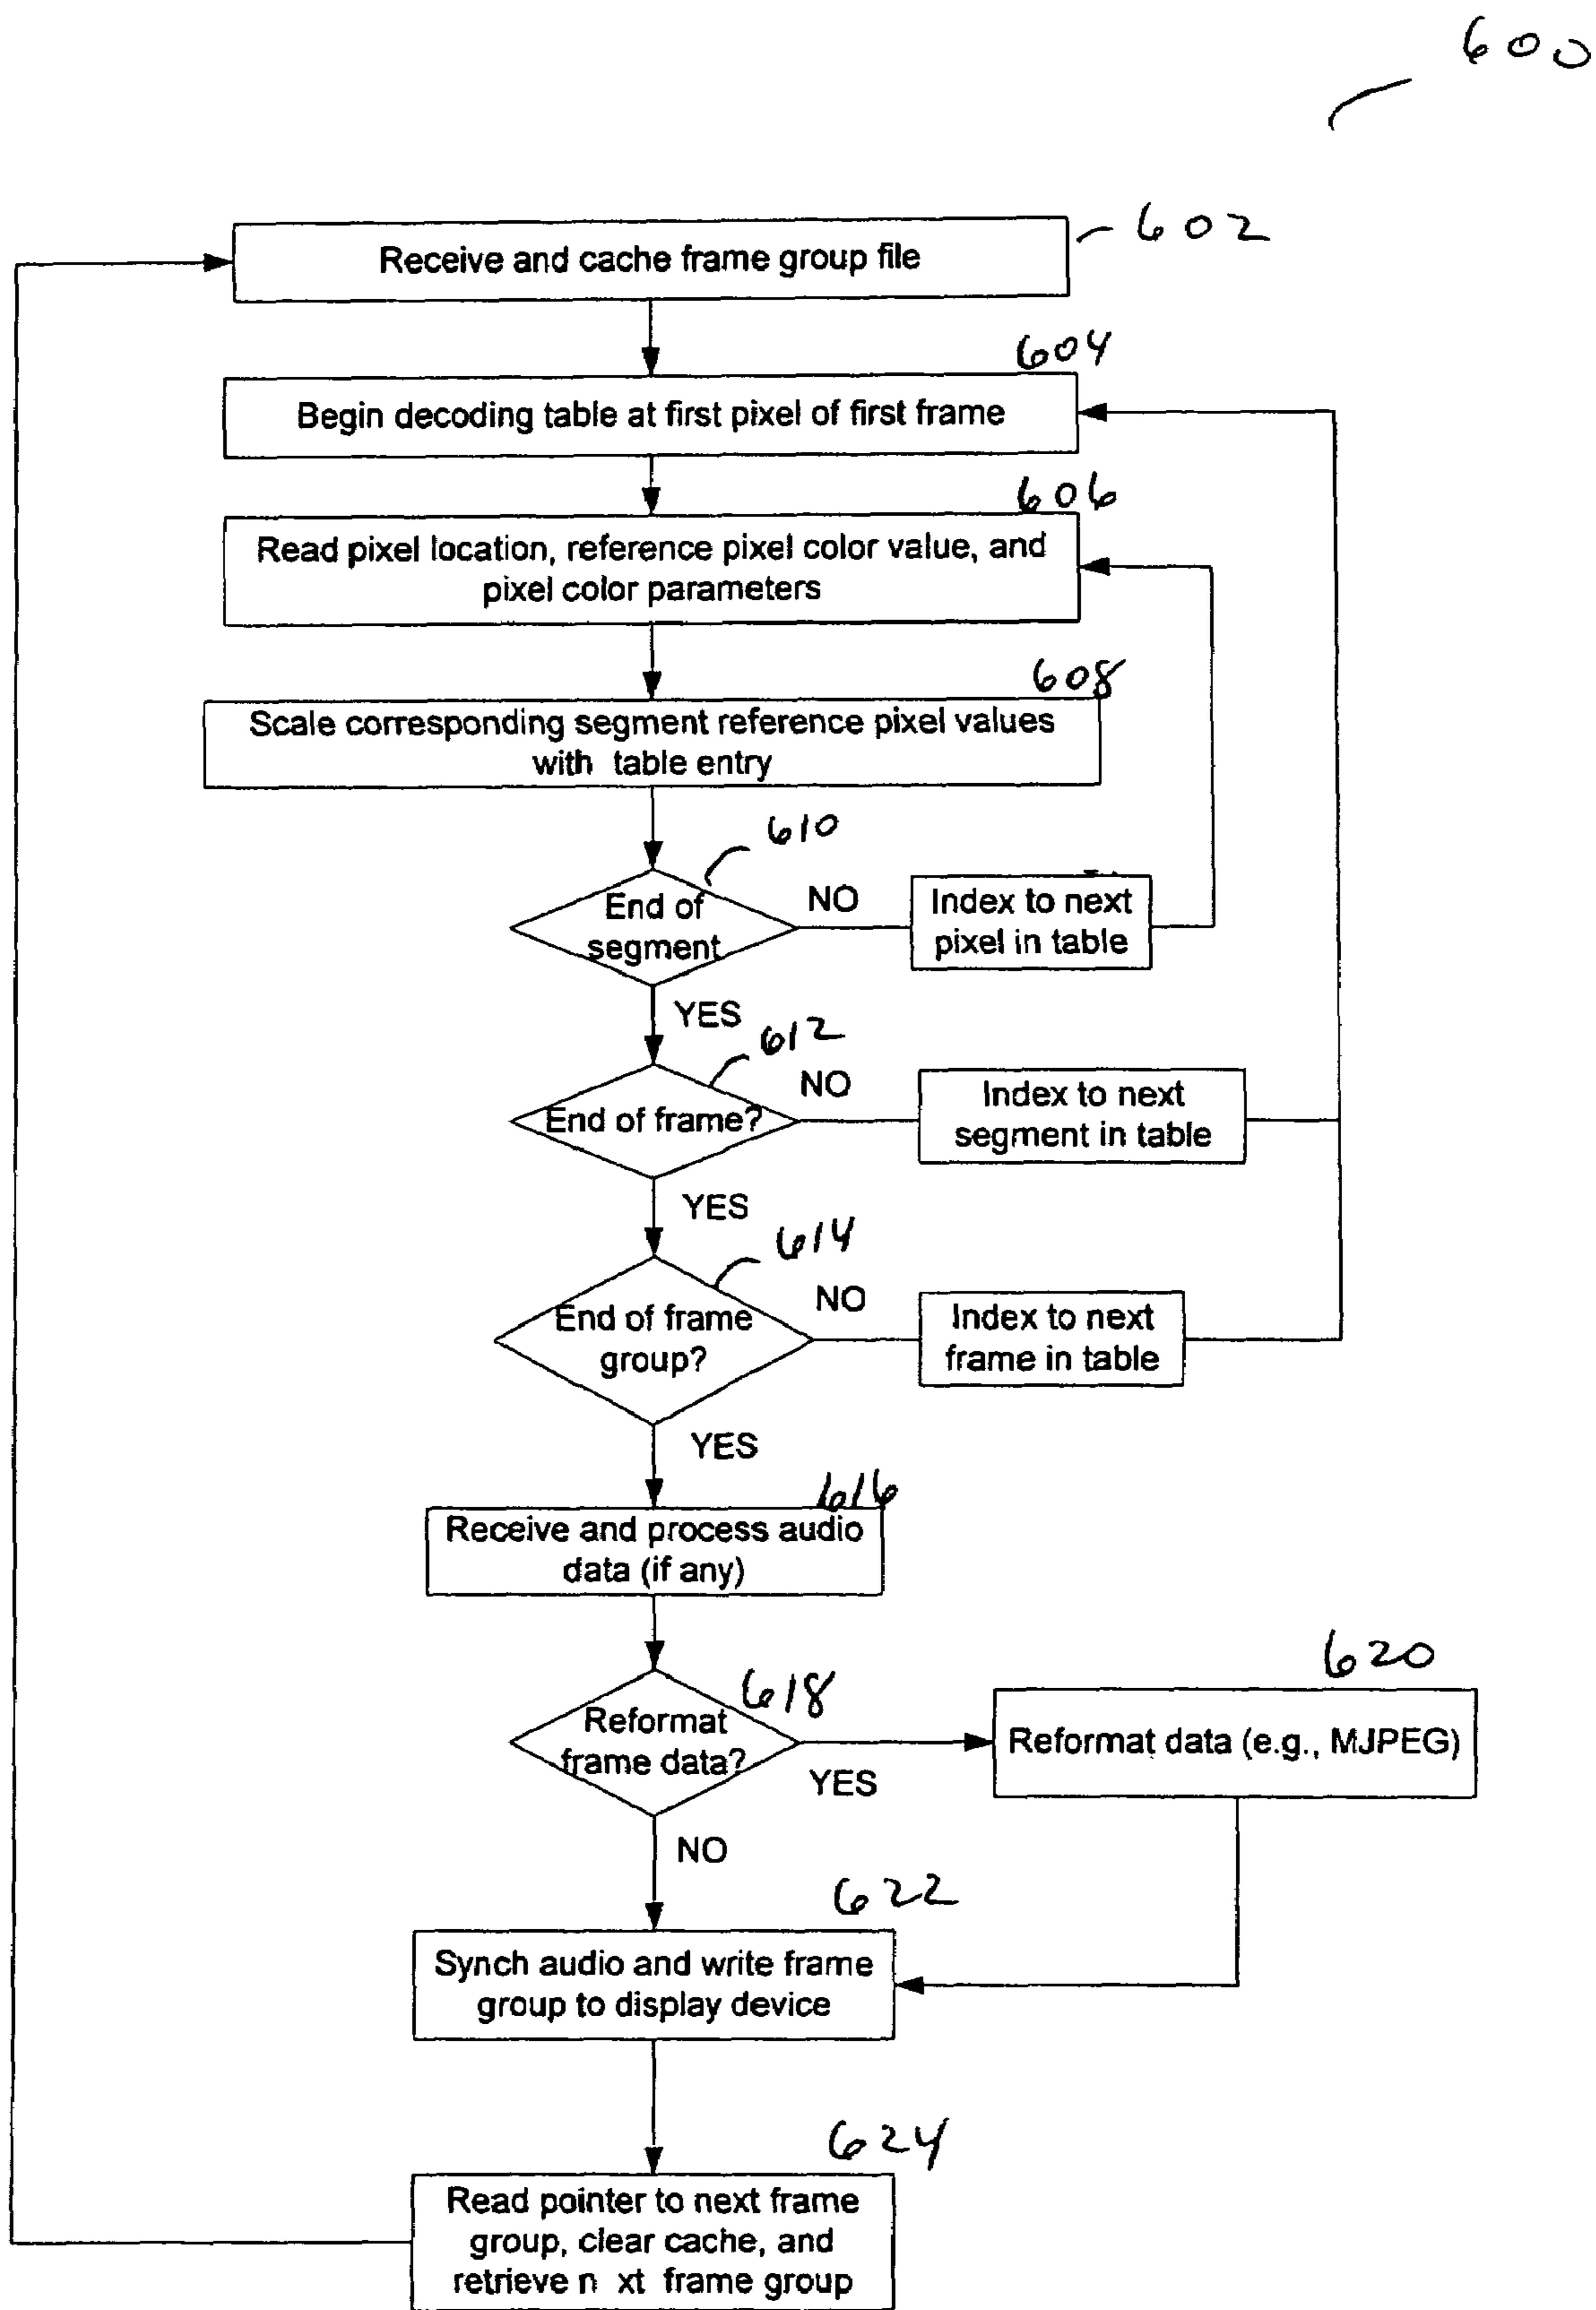 600
602
Receive and cache frame group file
604
Begin decoding table at first pixel of first frame
606
Read pixel location, reference pixel color value, and
pixel color parameters
608
Scale corresponding segment reference pixel values
with table entry
610
End of
segment
NO
Index to next
pixel in table
YES
612
End of frame?
NO
Index to next
segment in table
YES
614
End of frame
group?
NO
Index to next
frame in table
YES
616
Receive and process audio
data (if any)
618
Reformat
frame data?
YES
620
Reformat data (e.g., MJPEG)
NO
622
Synch audio and write frame
group to display device
624
Read pointer to next frame
group, clear cache, and
retrieve n xt frame group